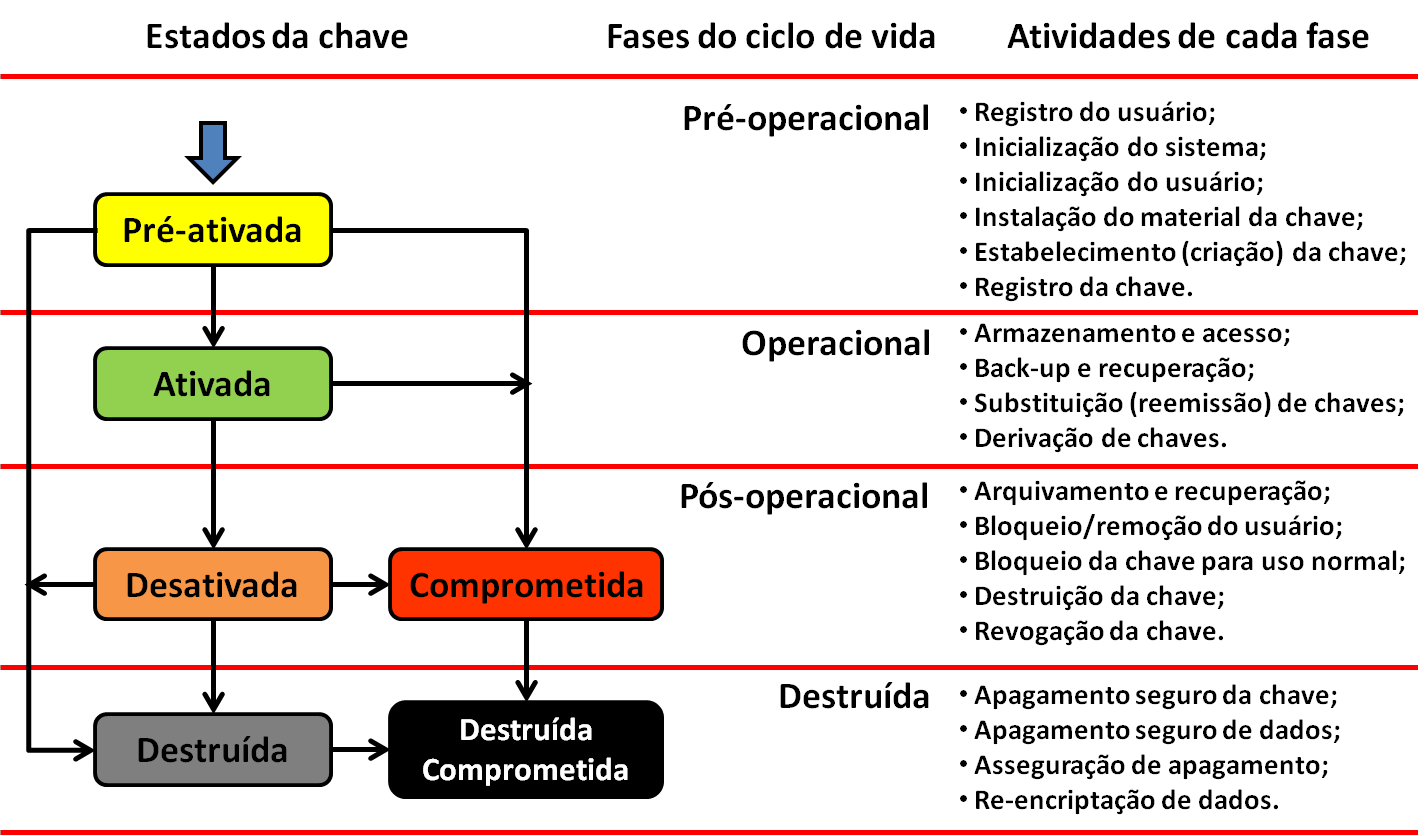 Estados da chave
Fases do ciclo de vida
Atividades de cada fase
Pré-ativada
Pré-operacional
• Registro do usuário;
• Inicialização do sistema;
• Inicialização do usuário;
• Instalação do material da chave;
• Estabelecimento (criação) da chave;
• Registro da chave.
Ativada
Operacional
• Armazenamento e acesso;
• Back-up e recuperação;
• Substituição (reemissão) de chaves;
• Derivação de chaves.
Desativada
Comprometida
Pós-operacional
• Arquivamento e recuperação;
• Bloqueio/remoção do usuário;
• Bloqueio da chave para uso normal;
• Destruição da chave;
• Revogação da chave.
Destruída
Destruída
Comprometida
Destruída
• Apagamento seguro da chave;
• Apagamento seguro de dados;
• Asseguração de apagamento;
• Re-encriptação de dados.